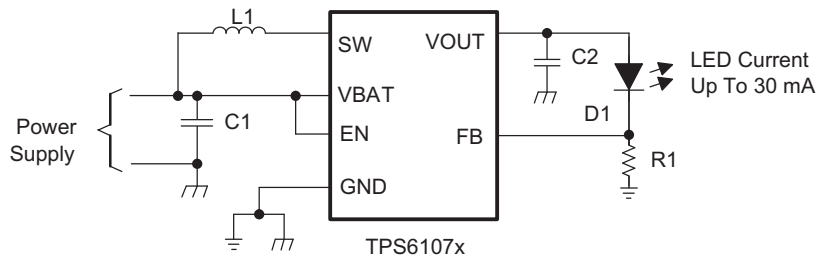 L1
SW
VOUT
C2
LED Current
Up To 30 mA
VBAT
C1
D1
Power
Supply
EN
FB
R1
GND
TPS6107x